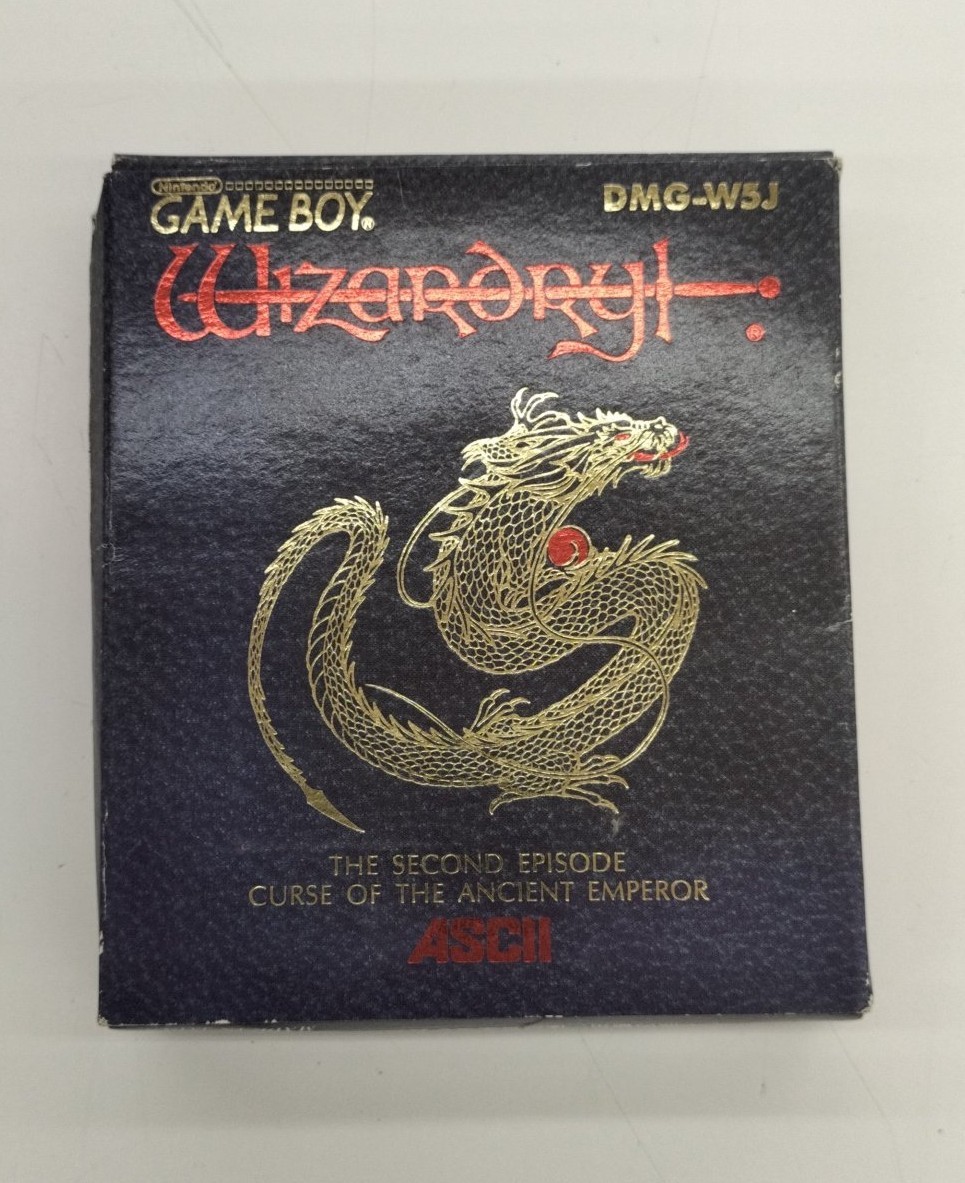 Nintendo
GAME BOY®
DMG-W5J
Wizardry®
THE SECOND EPISODE
CURSE OF THE ANCIENT EMPEROR
ASCII